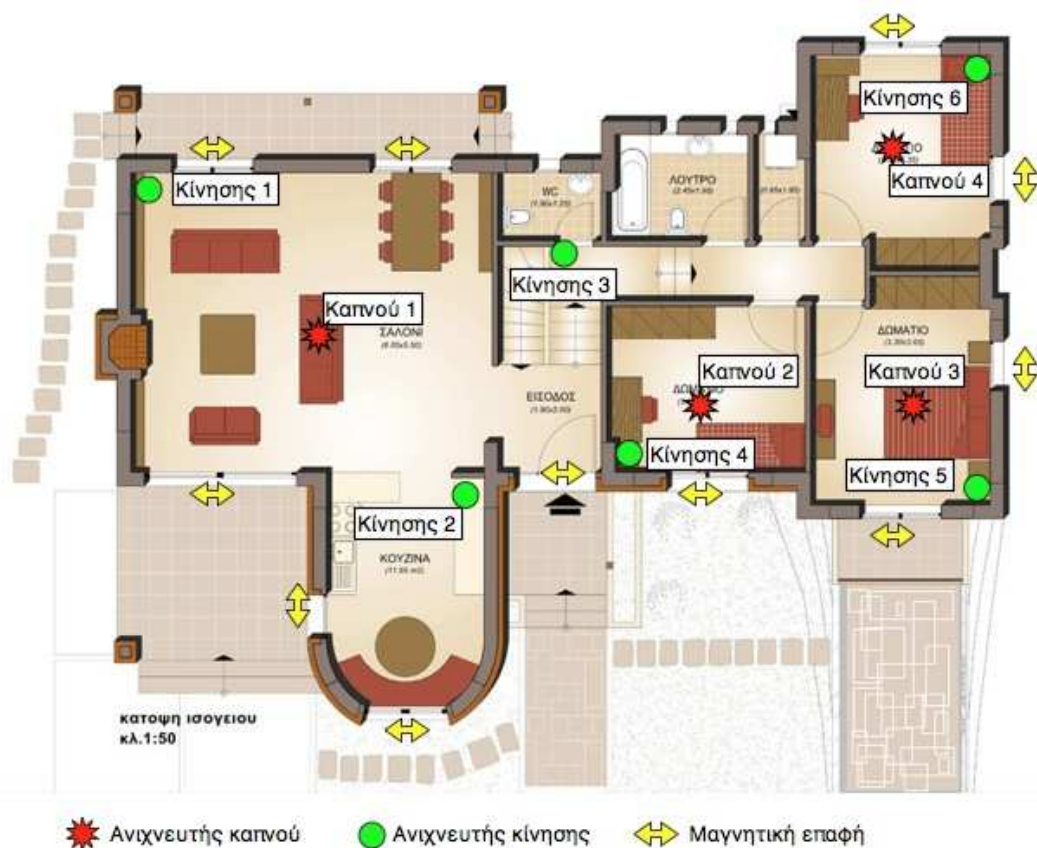 Κίνησης 6
ΔΩΜΑΤΙΟ
Καπνού 4
Κίνησης 1
WC
ΛΟΥΤΡΟ
Κίνησης 3
Καπνού 1
ΣΑΛΟΝΙ
ΔΩΜΑΤΙΟ
Καπνού 2
Καπνού 3
ΕΙΣΟΔΟΣ
Κίνησης 4
Κίνησης 5
Κίνησης 2
ΚΟΥΖΙΝΑ
κατοψη ισογειου
κλ.1:50
Ανιχνευτής καπνού
Ανιχνευτής κίνησης
Μαγνητική επαφή